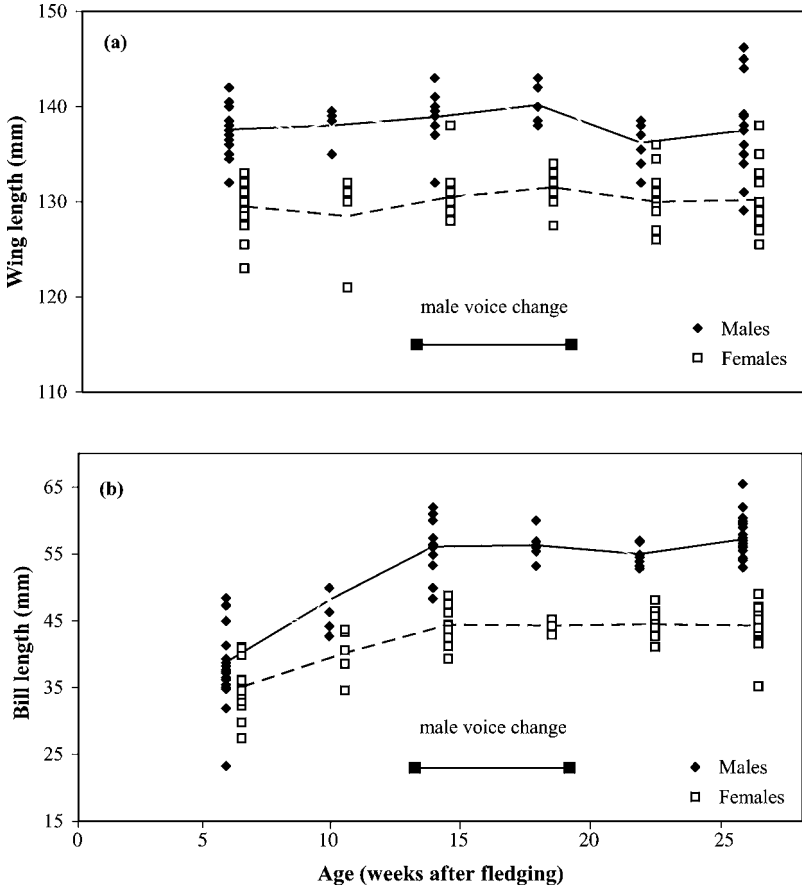 150
(a)
140
130
120
110
Wing length (mm)
male voice change
Males
Females
65
(b)
55
45
35
25
15
Bill length (mm)
male voice change
Males
Females
0 5 10 15 20 25
Age (weeks after fledging)